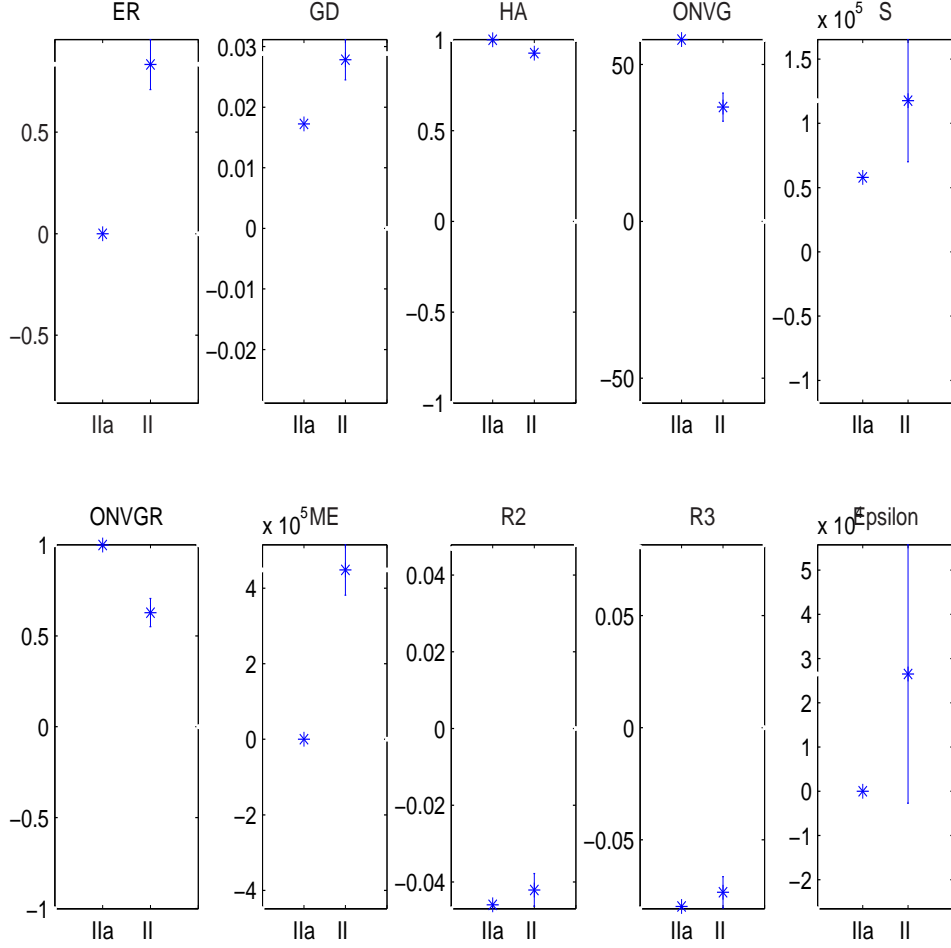 ER
0.5
0
−0.5
IIa II
GD
0.03
0.02
0.01
0
−0.01
−0.02
IIa II
HA
1
0.5
0
−0.5
−1
IIa II
ONVG
50
0
−50
IIa II
x 10^5 S
1.5
1
0.5
0
−0.5
−1
IIa II
ONVGR
1
0.5
0
−0.5
−1
IIa II
x 10^5 ME
4
2
0
−2
−4
IIa II
R2
0.04
0.02
0
−0.02
−0.04
IIa II
R3
0.05
0
−0.05
IIa II
x 10^4 Epsilon
5
4
3
2
1
0
−1
−2
IIa II